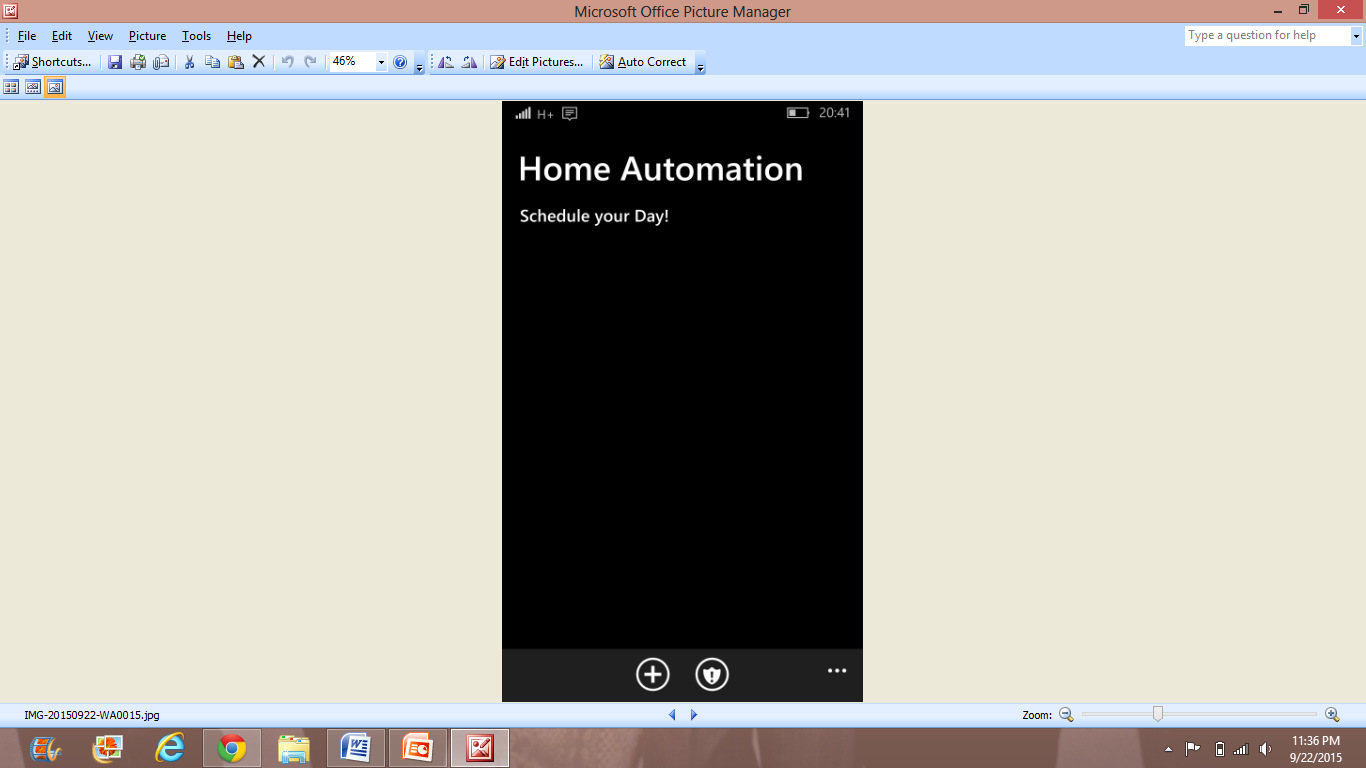 Microsoft Office Picture Manager
File Edit View Picture Tools Help
Type a question for help
Shortcuts... 46% Edit Pictures... Auto Correct
H+ 20:41
Home Automation
Schedule your Day!
IMG-20150922-WA0015.jpg
Zoom:
11:36 PM
9/22/2015